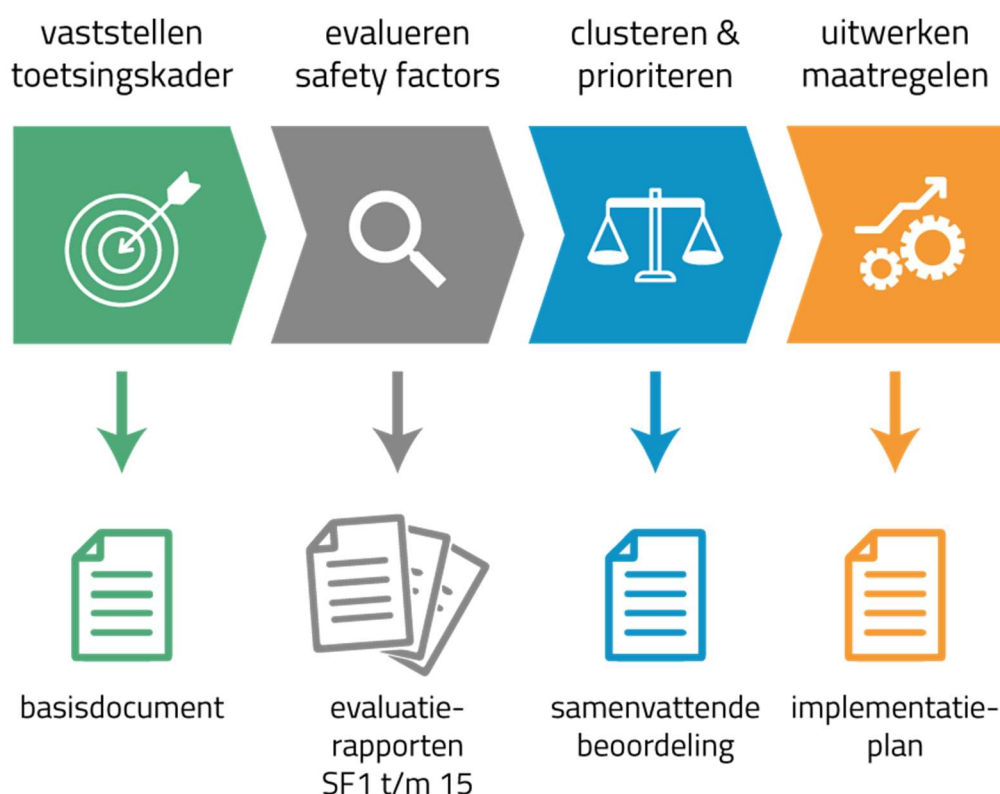 vaststellen
toetsingskader
evalueren
safety factors
clusteren &
prioriteren
uitwerken
maatregelen
basisdocument
evaluatie-
rapporten
SF1 t/m 15
samenvattende
beoordeling
implementatie-
plan